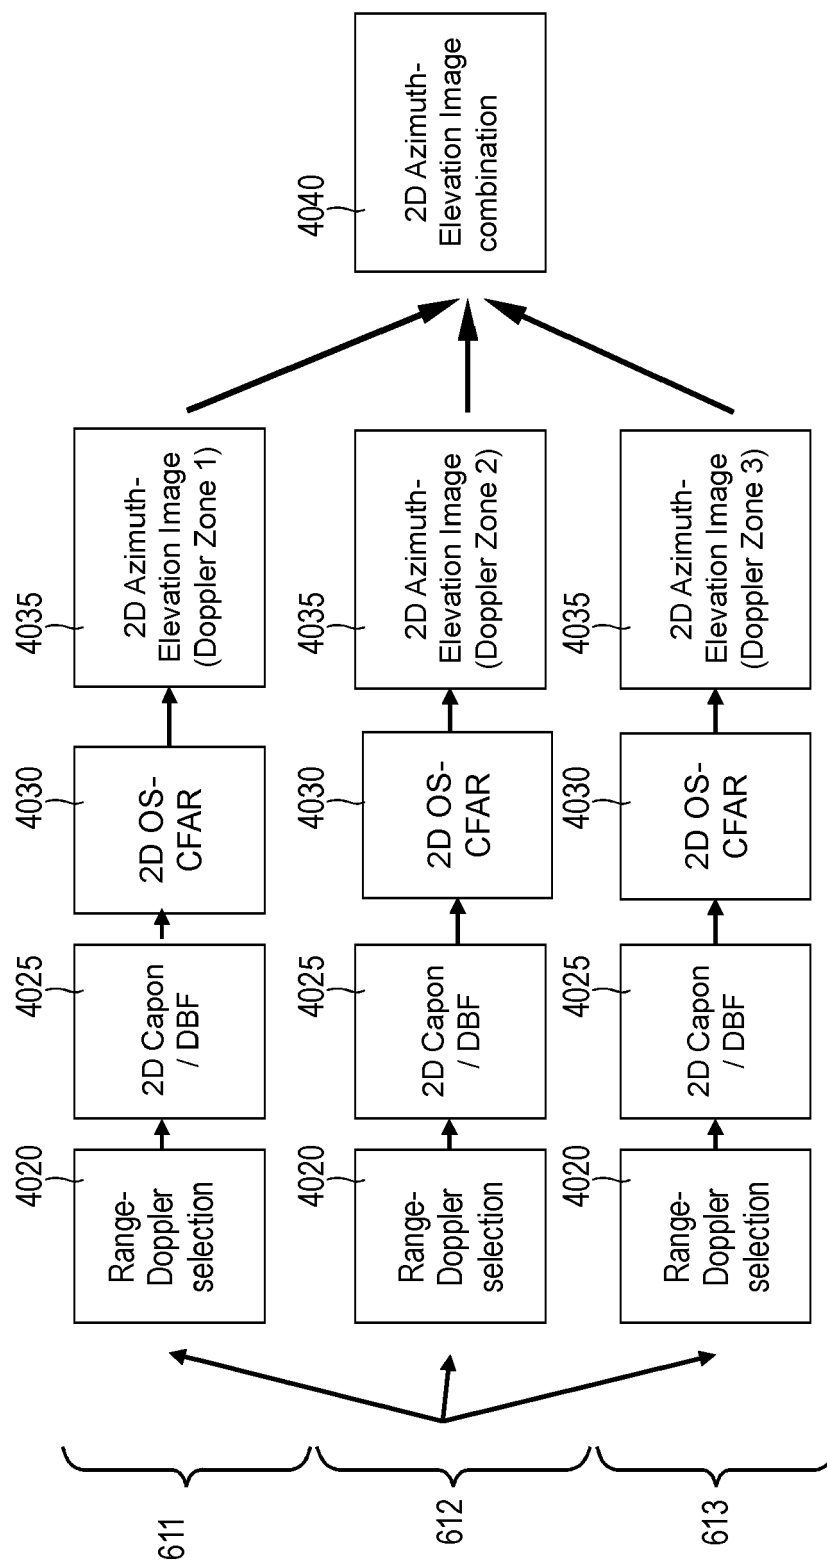 611
4020
Range-
Doppler
selection
4025
2D Capon
/ DBF
4030
2D OS-
CFAR
4035
2D Azimuth-
Elevation Image
(Doppler Zone 1)
612
4020
Range-
Doppler
selection
4025
2D Capon
/ DBF
4030
2D OS-
CFAR
4035
2D Azimuth-
Elevation Image
(Doppler Zone 2)
613
4020
Range-
Doppler
selection
4025
2D Capon
/ DBF
4030
2D OS-
CFAR
4035
2D Azimuth-
Elevation Image
(Doppler Zone 3)
4040
2D Azimuth-
Elevation Image
combination